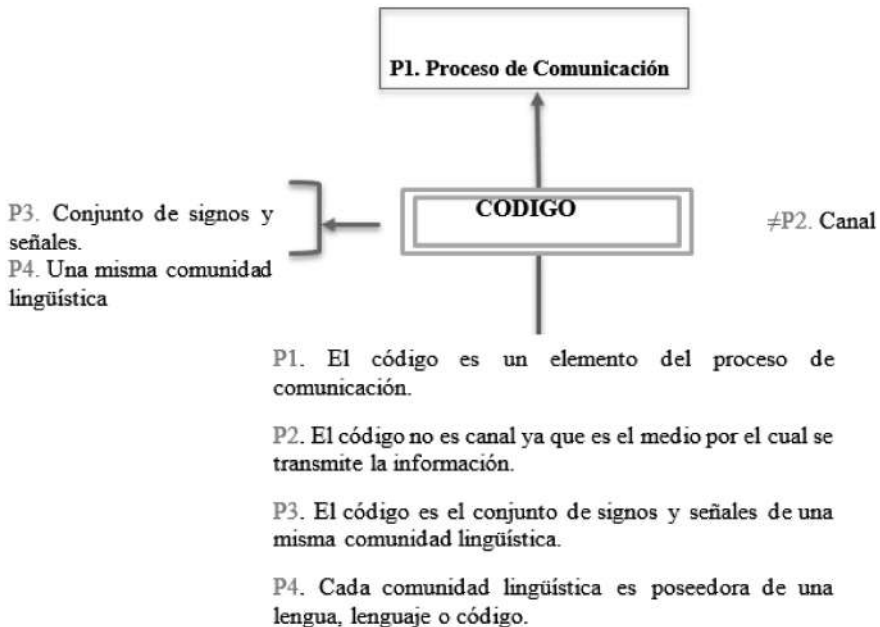 P1. Proceso de Comunicación
CODIGO
≠P2. Canal
P3. Conjunto de signos y
señales.
P4. Una misma comunidad
lingüística
P1. El código es un elemento del proceso de
comunicación.
P2. El código no es canal ya que es el medio por el cual se
transmite la información.
P3. El código es el conjunto de signos y señales de una
misma comunidad lingüística.
P4. Cada comunidad lingüística es poseedora de una
lengua, lenguaje o código.